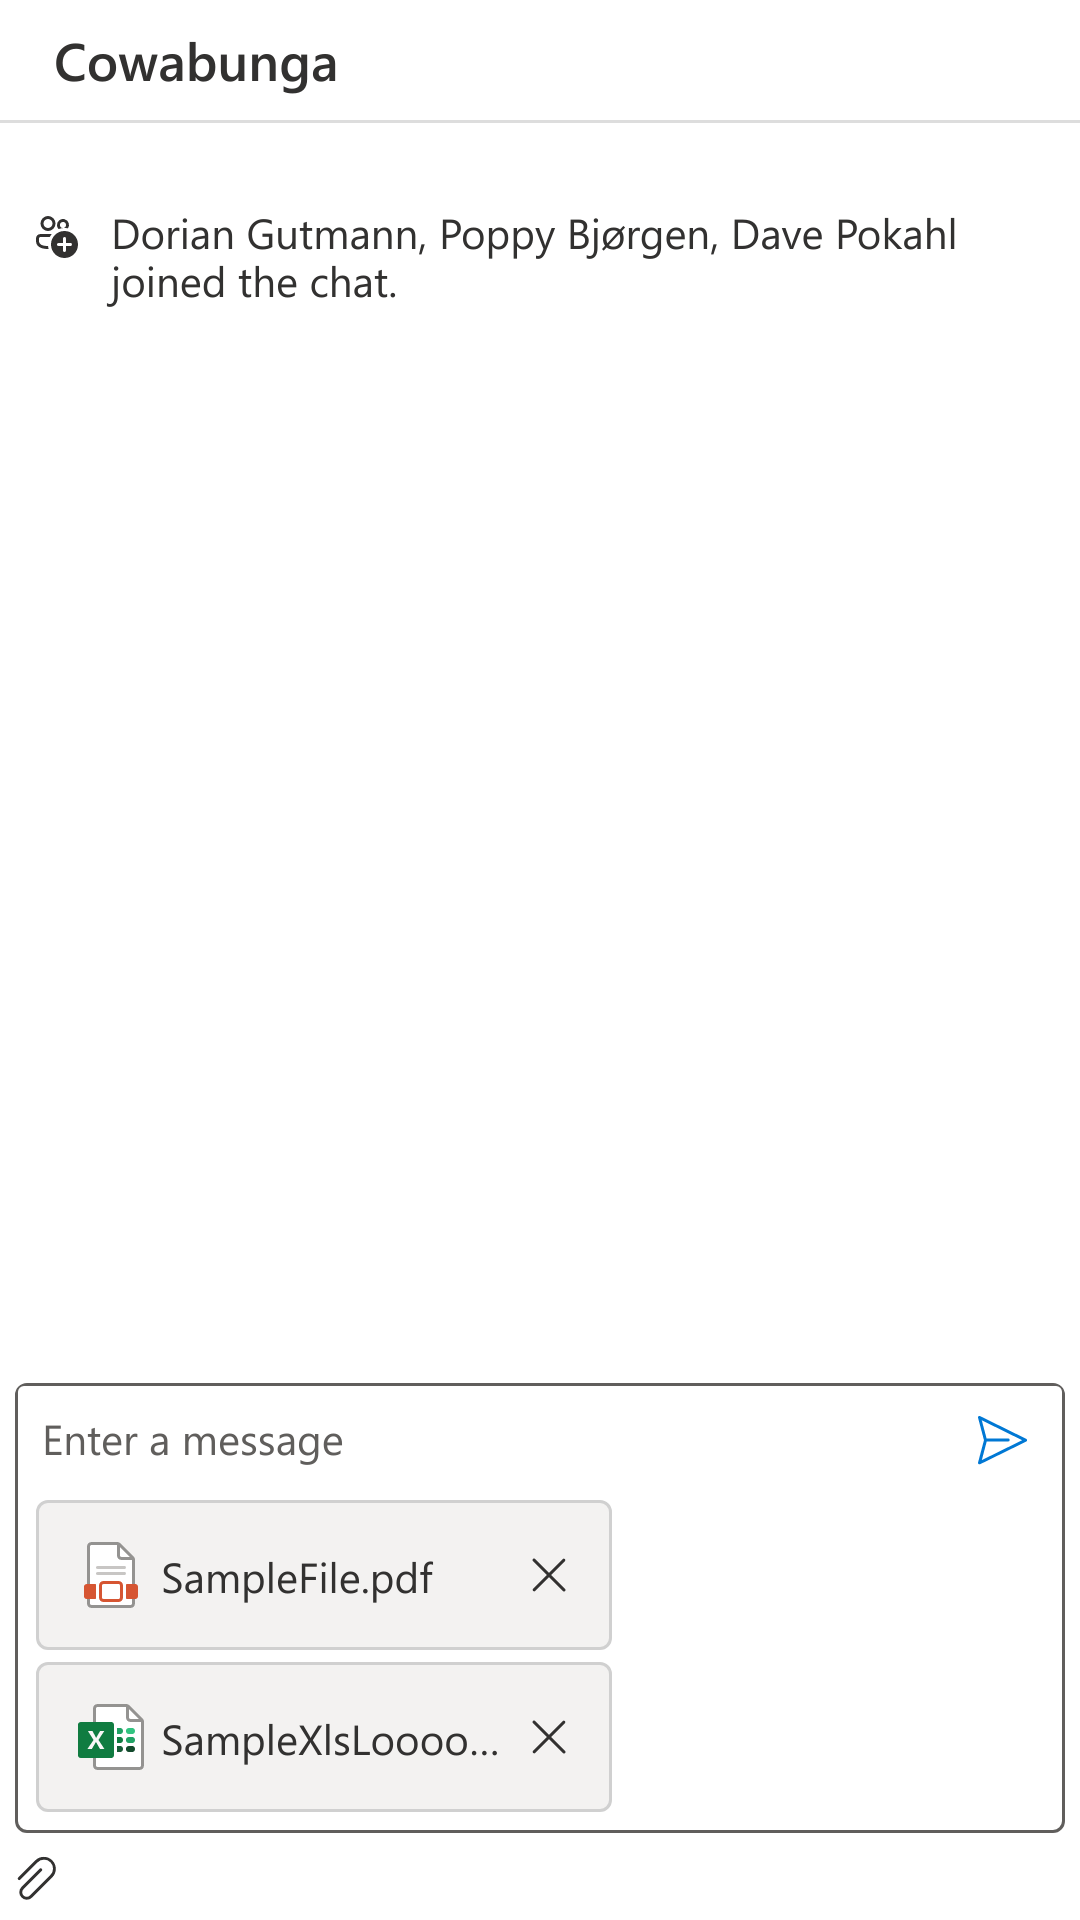 Cowabunga
Dorian Gutmann, Poppy Bjørgen, Dave Pokahl
joined the chat.
Enter a message
SampleFile.pdf
X
SampleXlsLoooo...